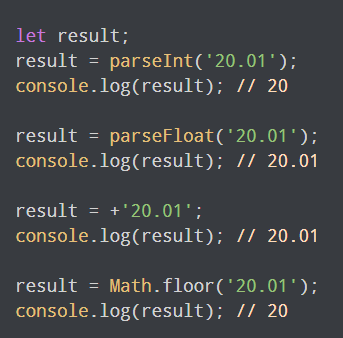 let result;
result = parseInt('20.01');
console.log(result); // 20
result = parseFloat('20.01');
console.log(result); // 20.01
result = +'20.01';
console.log(result); // 20.01
result = Math.floor('20.01');
console.log(result); // 20